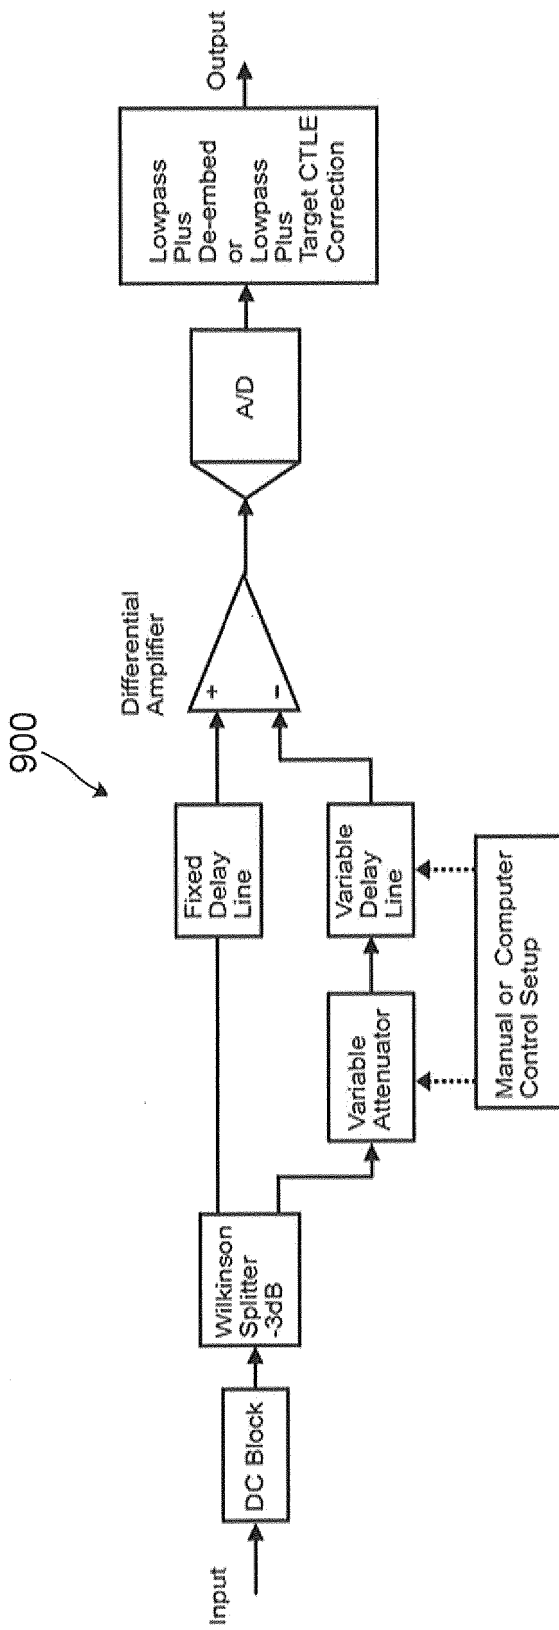 900
Input
DC Block
Wilkinson
Splitter
-3dB
Fixed
Delay
Line
Variable
Attenuator
Variable
Delay
Line
Manual or Computer
Control Setup
Differential
Amplifier
+
−
A/D
Lowpass
Plus
De-embed
or
Lowpass
Plus
Target CTLE
Correction
Output